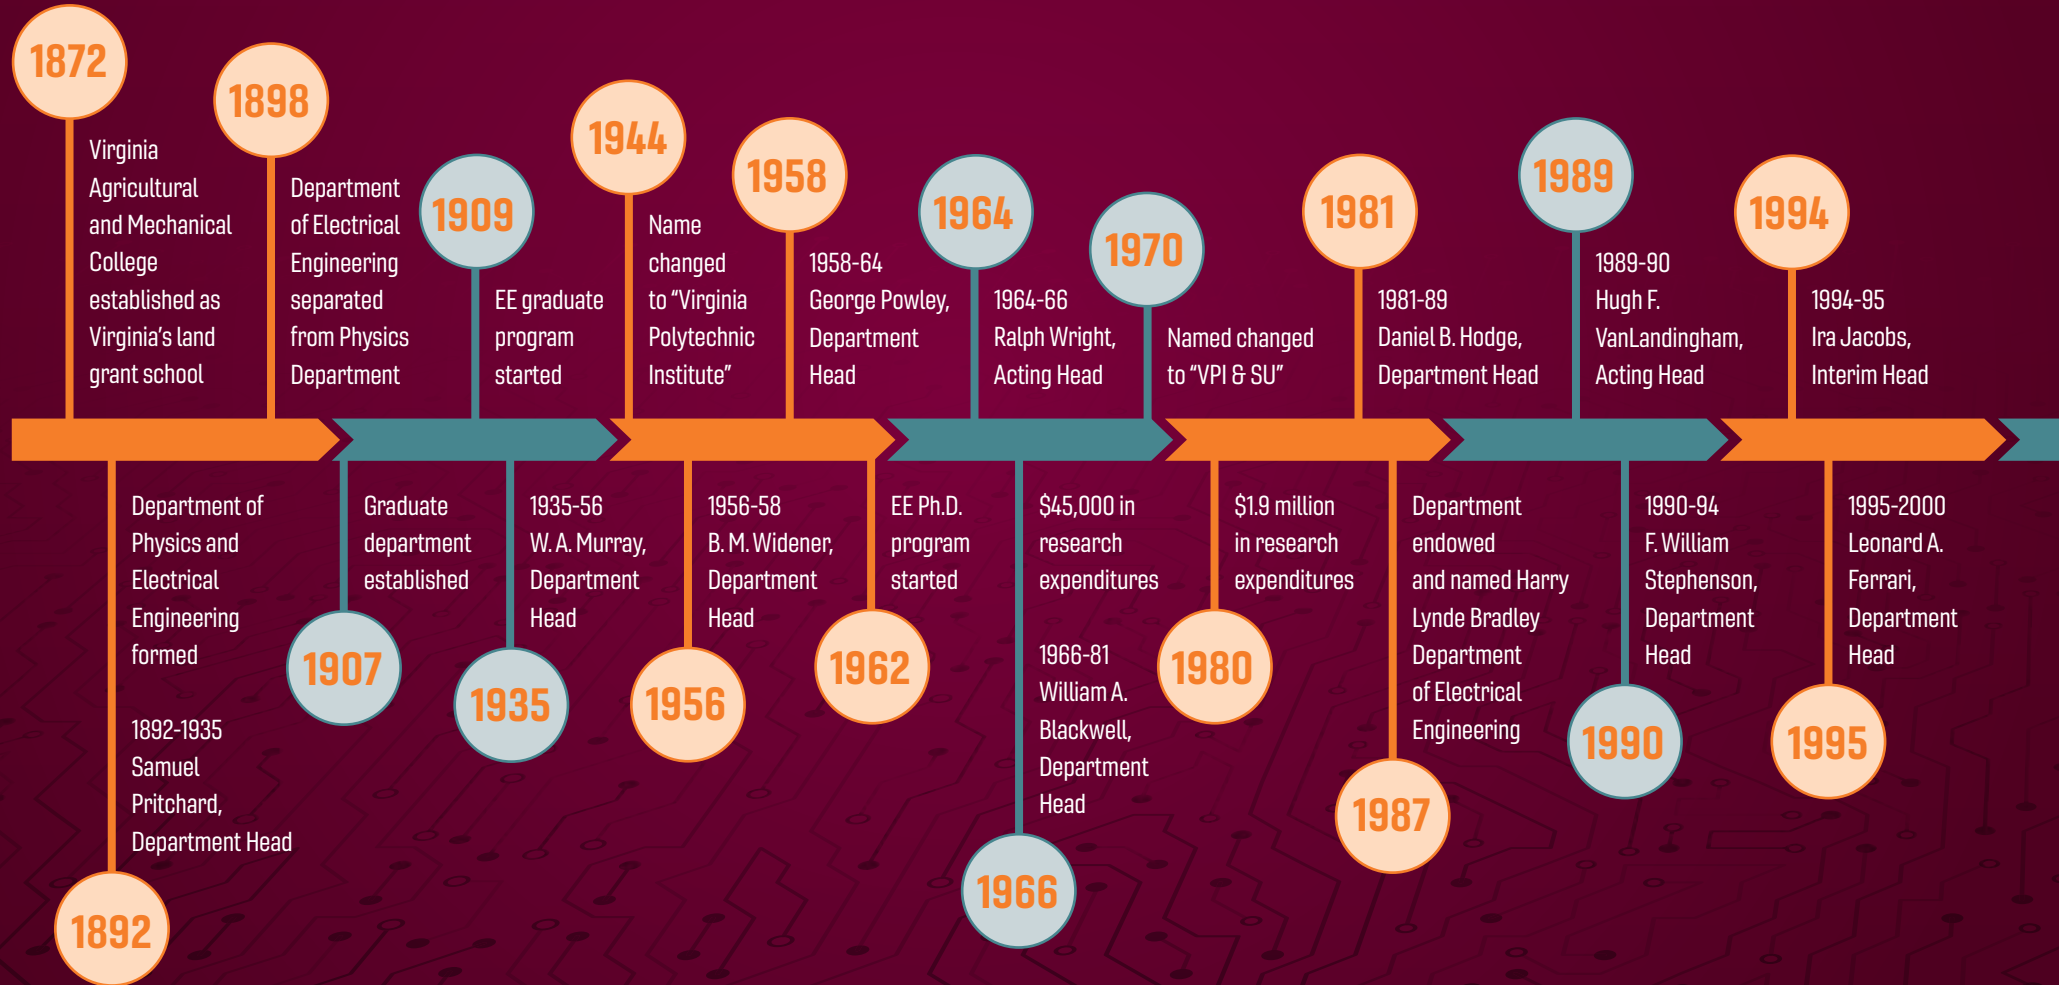 1872
Virginia
Agricultural
and Mechanical
College
established as
Virginia's land
grant school
1898
Department
of Electrical
Engineering
separated
from Physics
Department
1909
EE graduate
program
started
1944
Name
changed
to “Virginia
Polytechnic
Institute”
1958
1958-64
George Powley,
Department
Head
1964
1964-66
Ralph Wright,
Acting Head
1970
Named changed
to “VPI & SU”
1981
1981-89
Daniel B. Hodge,
Department Head
1989
1989-90
Hugh F.
VanLandingham,
Acting Head
1994
1994-95
Ira Jacobs,
Interim Head
Department of
Physics and
Electrical
Engineering
formed
1892-1935
Samuel
Pritchard,
Department Head
1892
Graduate
department
established
1907
1935-56
W. A. Murray,
Department
Head
1935
1956-58
B. M. Widener,
Department
Head
1956
EE Ph.D.
program
started
1962
$45,000 in
research
expenditures
1966-81
William A.
Blackwell,
Department
Head
1966
$1.9 million
in research
expenditures
1980
Department
endowed
and named Harry
Lynde Bradley
Department
of Electrical
Engineering
1987
1990-94
F. William
Stephenson,
Department
Head
1990
1995-2000
Leonard A.
Ferrari,
Department
Head
1995